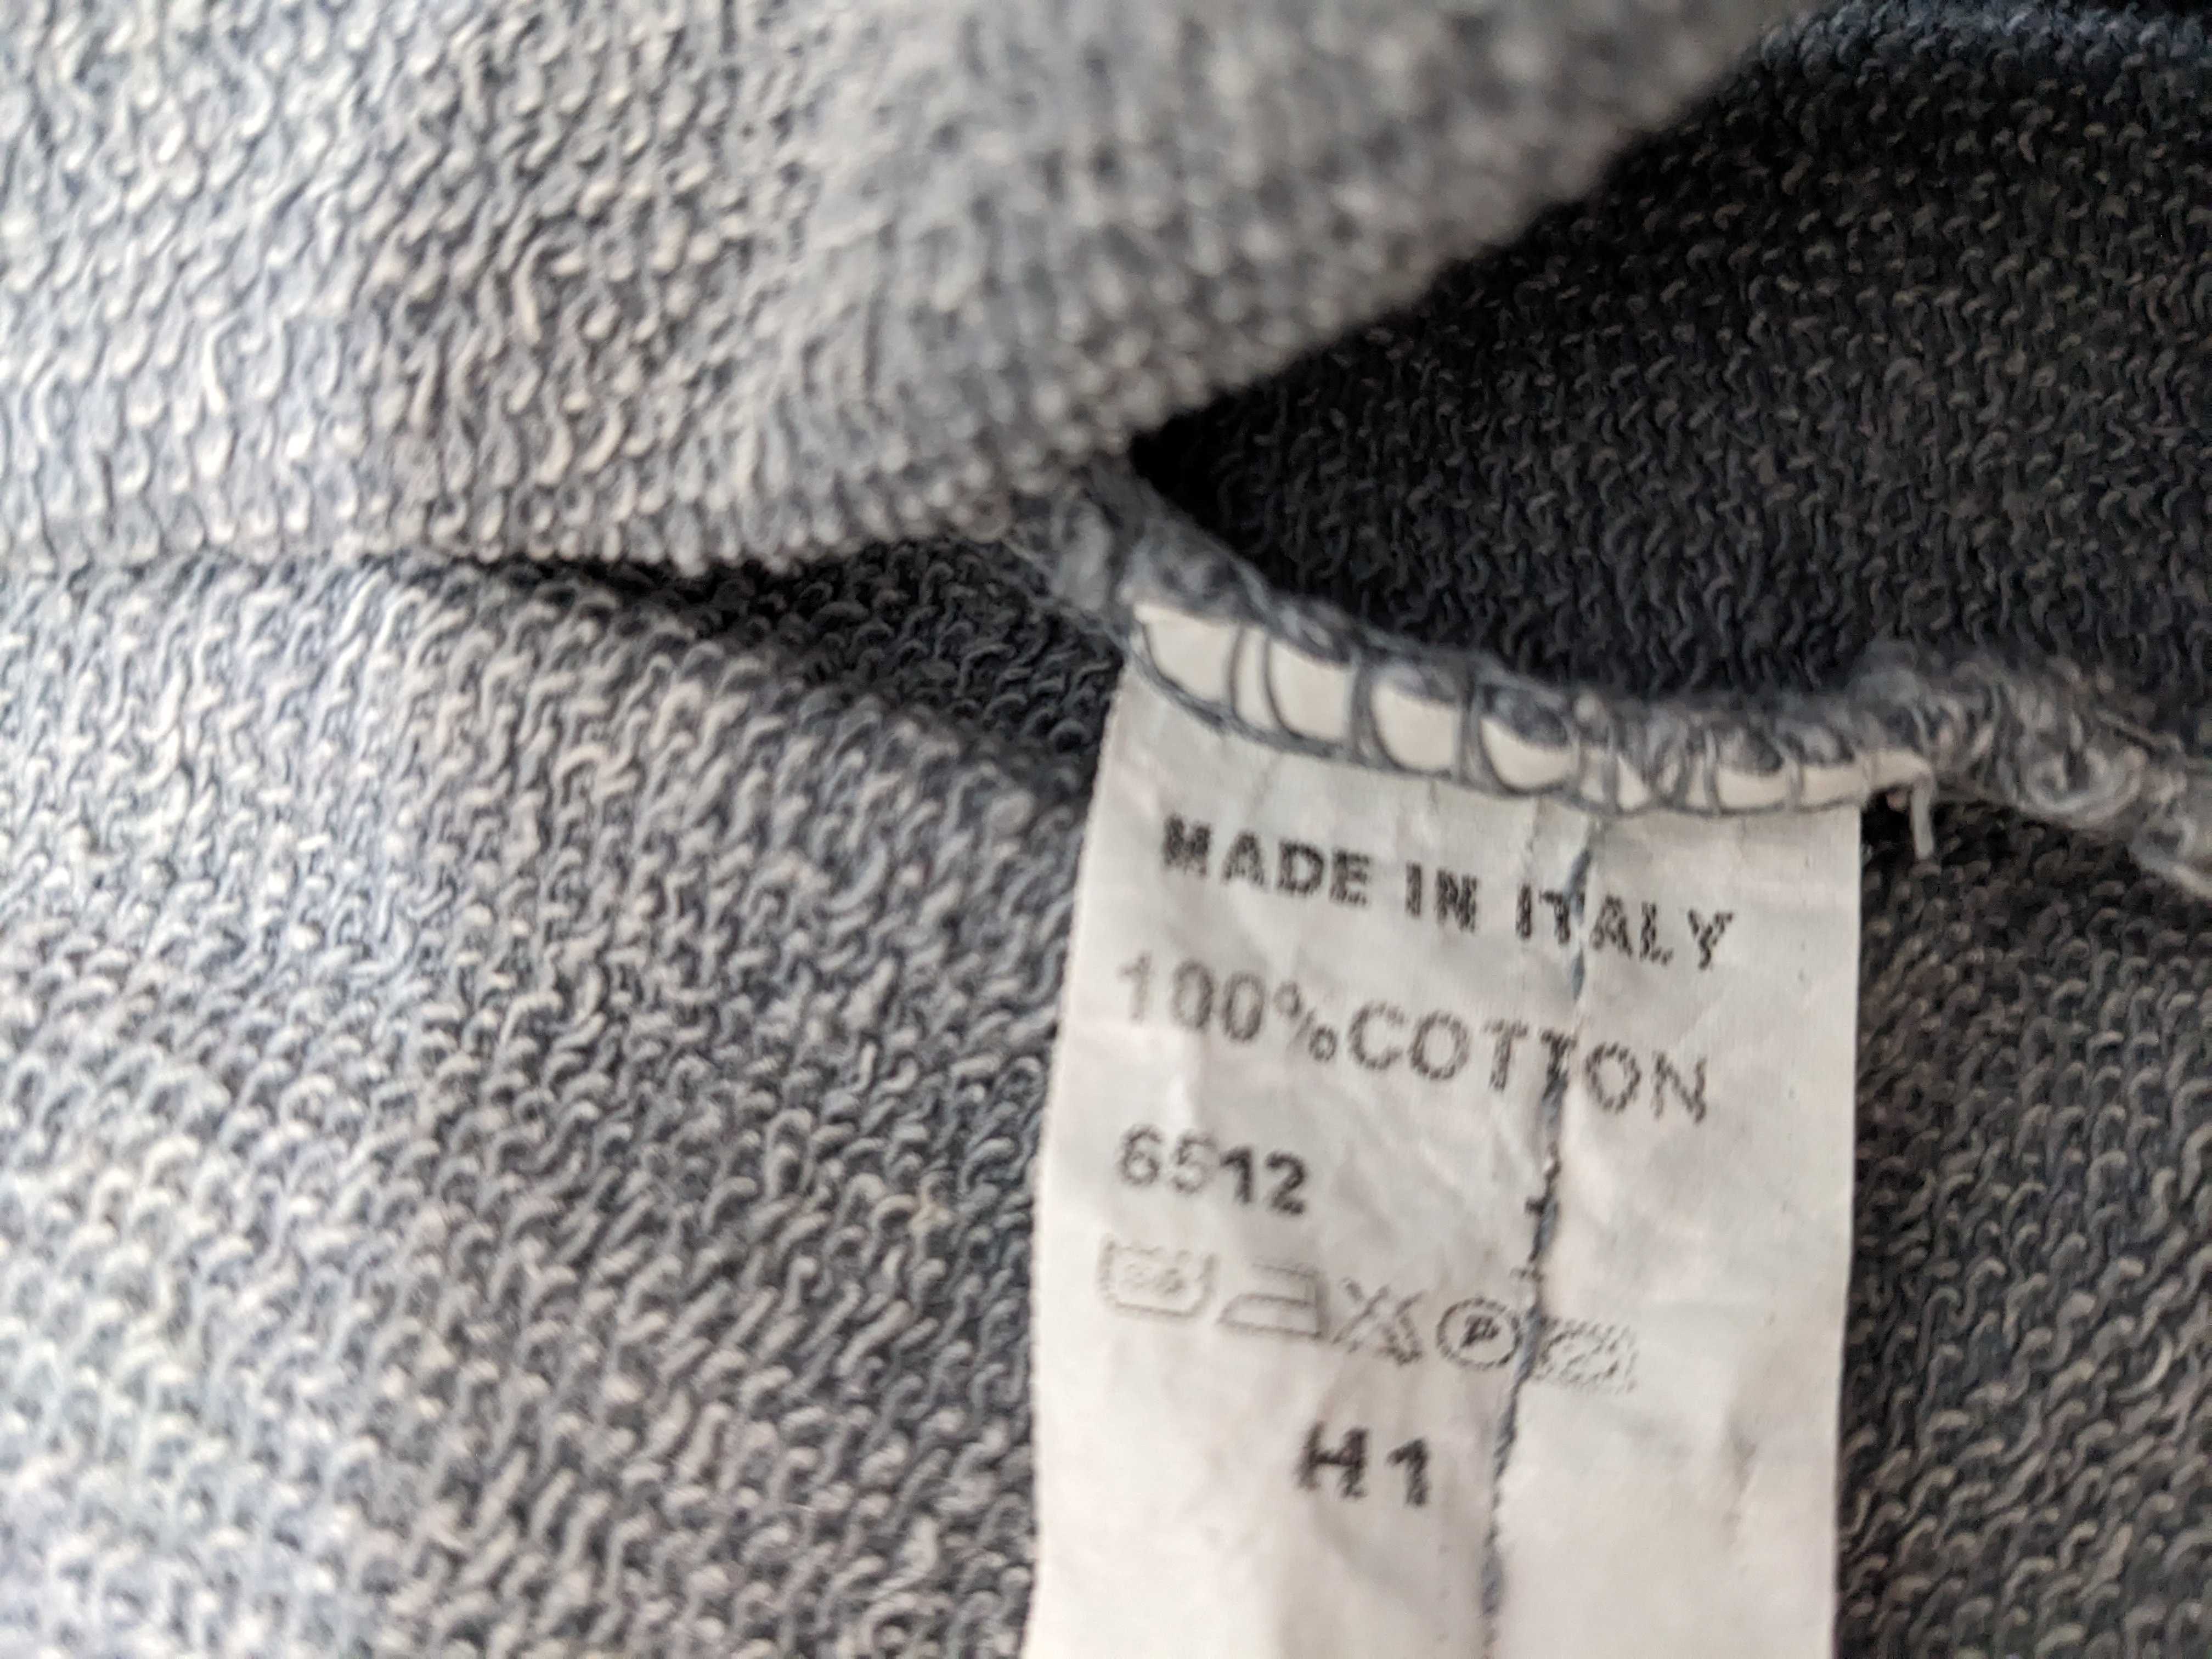 MADE IN ITALY
100%COTTON
6512
P
H1